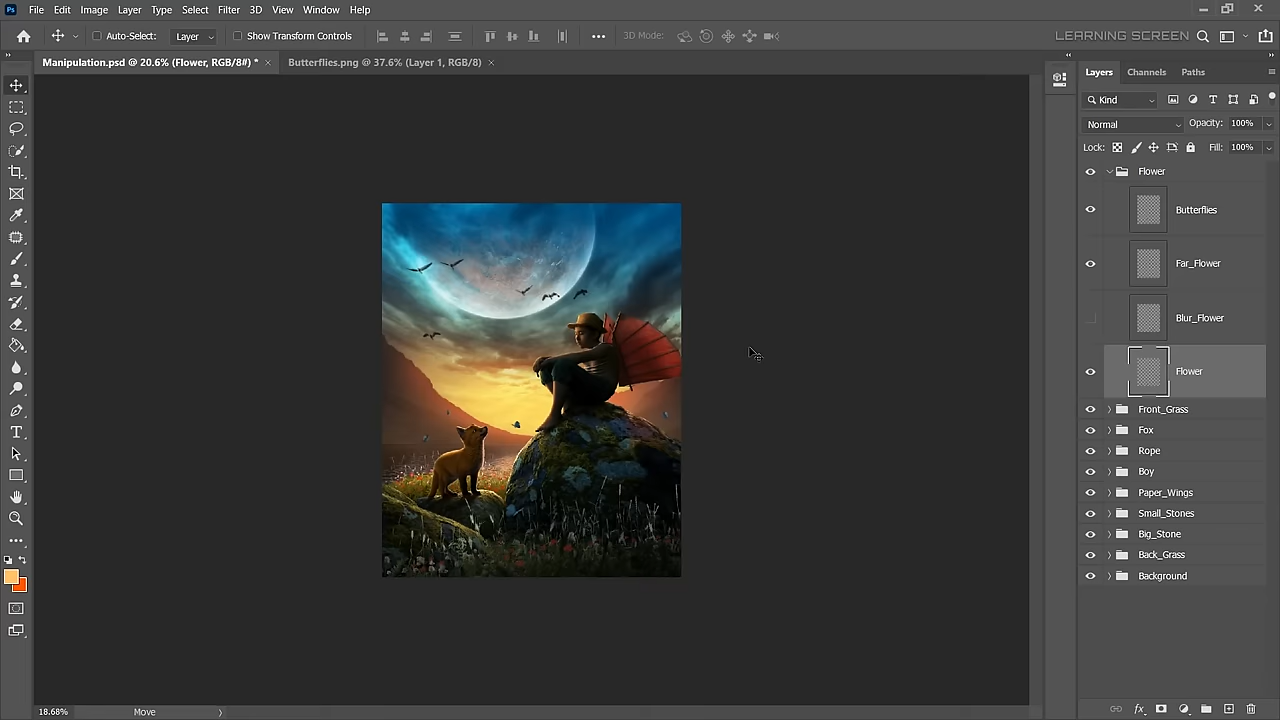 Ps File Edit Image Layer Type Select Filter 3D View Window Help
Auto-Select: Layer Show Transform Controls 3D Mode: LEARNING SCREEN
Manipulation.psd @ 20.6% (Flower, RGB/8#) * × Butterflies.png @ 37.6% (Layer 1, RGB/8) ×
Layers Channels Paths
Kind
Normal Opacity: 100%
Lock: Fill: 100%
Flower
Butterflies
Far_Flower
Blur_Flower
Flower
Front_Grass
Fox
Rope
Boy
Paper_Wings
Small_Stones
Big_Stone
Back_Grass
Background
18.68% Move